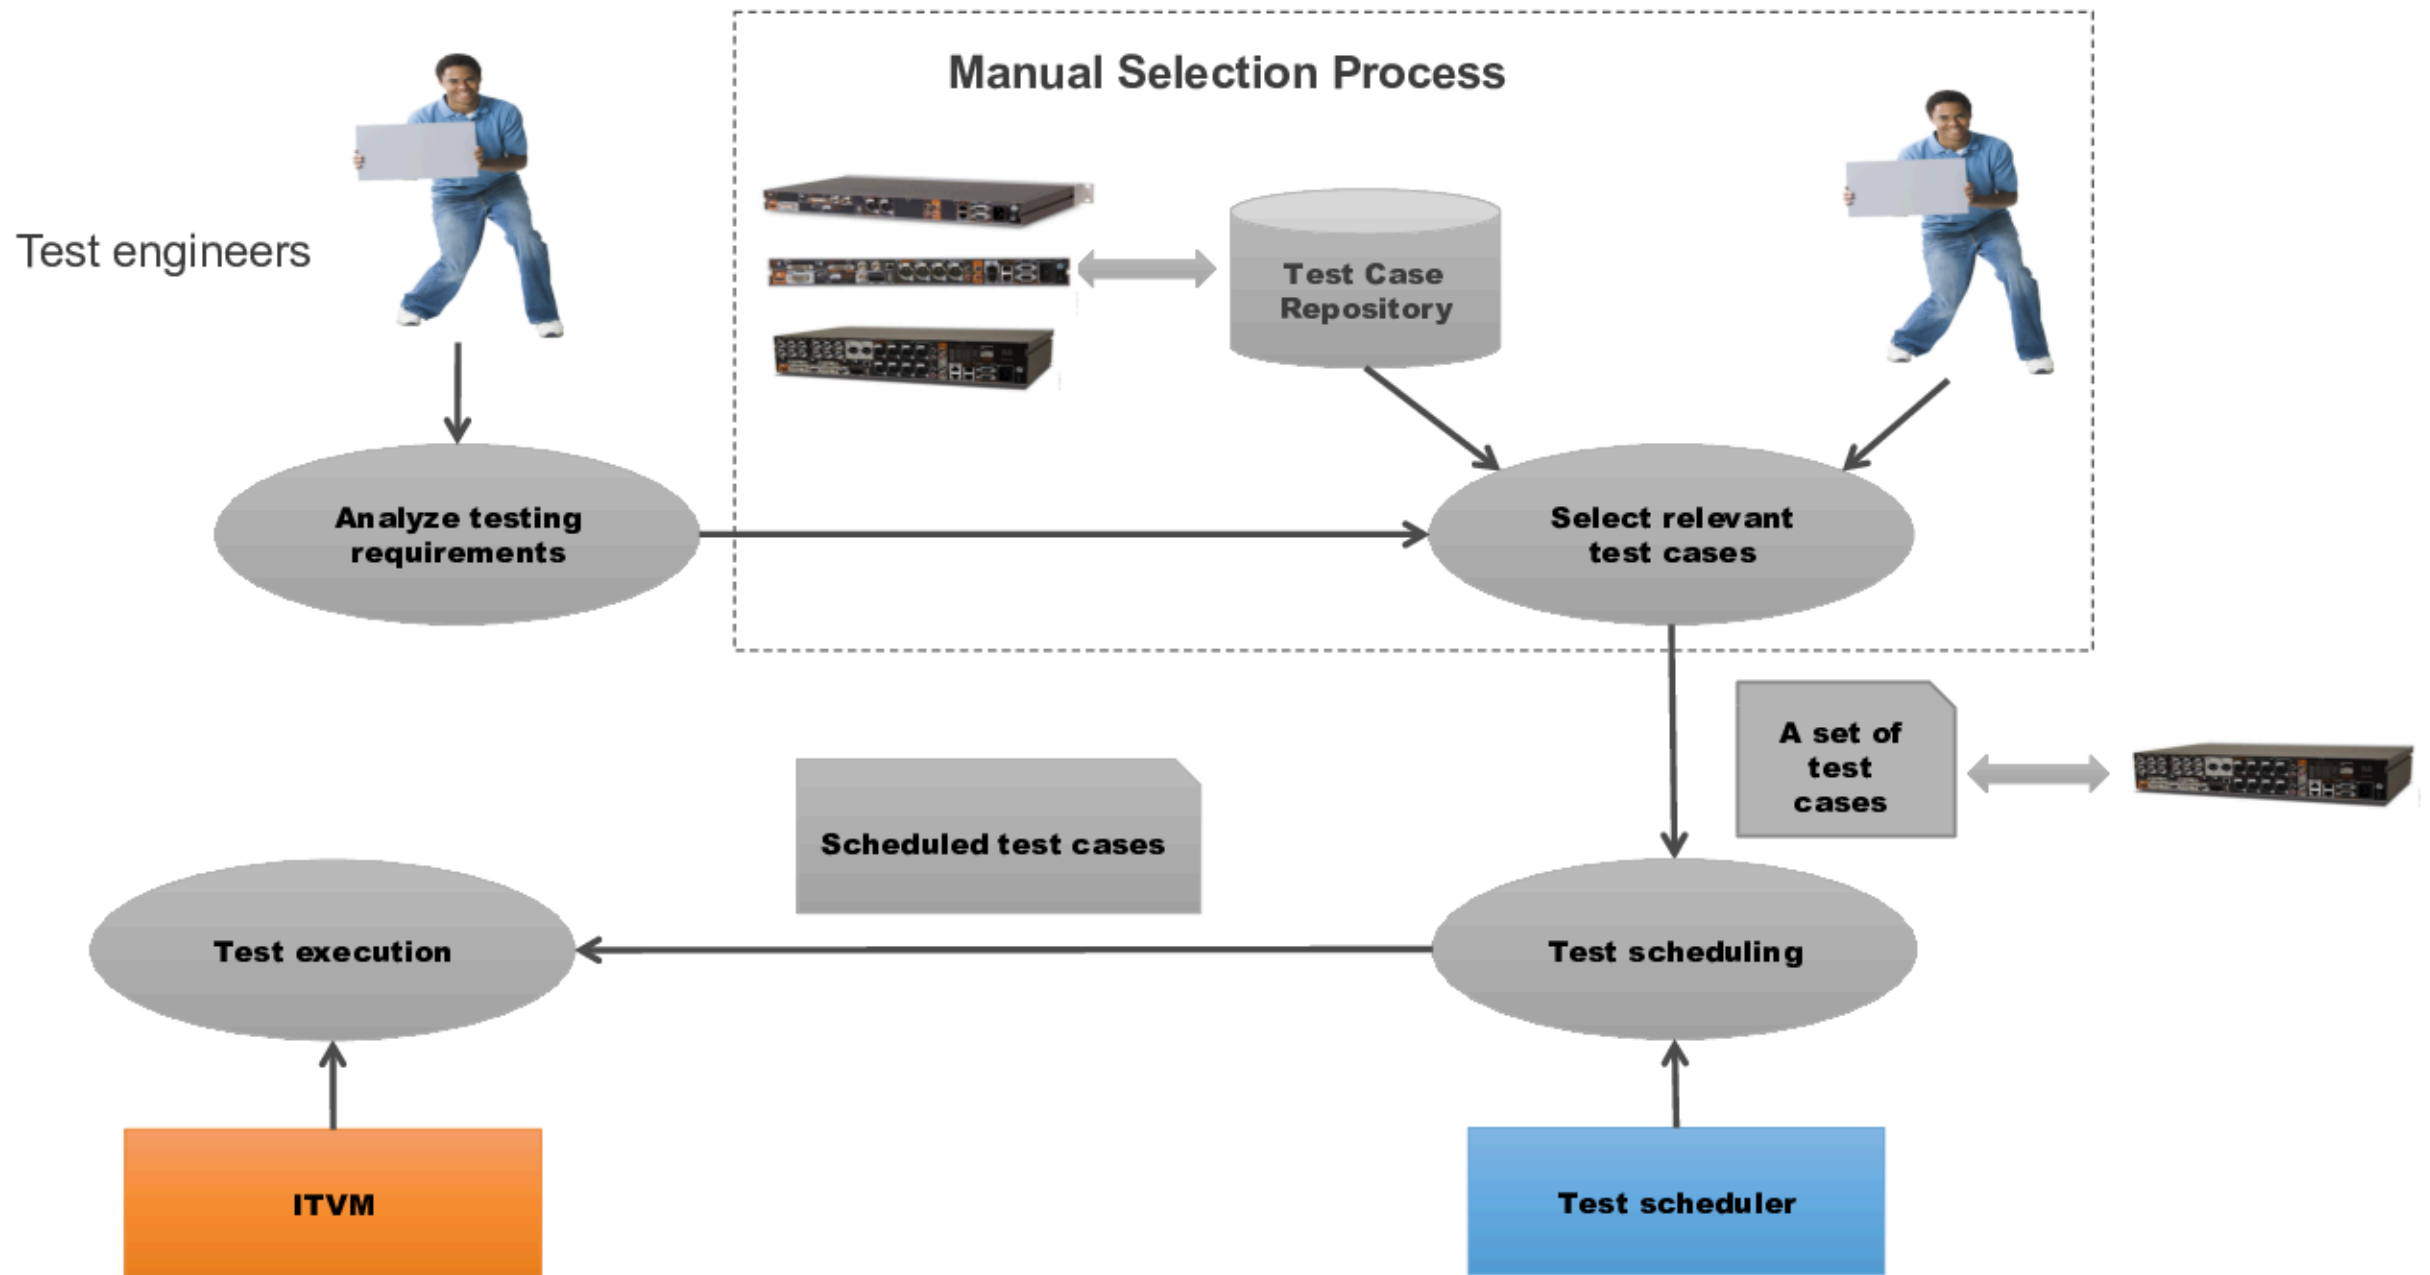 Manual Selection Process
Test engineers
Test Case
Repository
Analyze testing
requirements
Select relevant
test cases
A set of
test
cases
Scheduled test cases
Test execution
Test scheduling
ITVM
Test scheduler